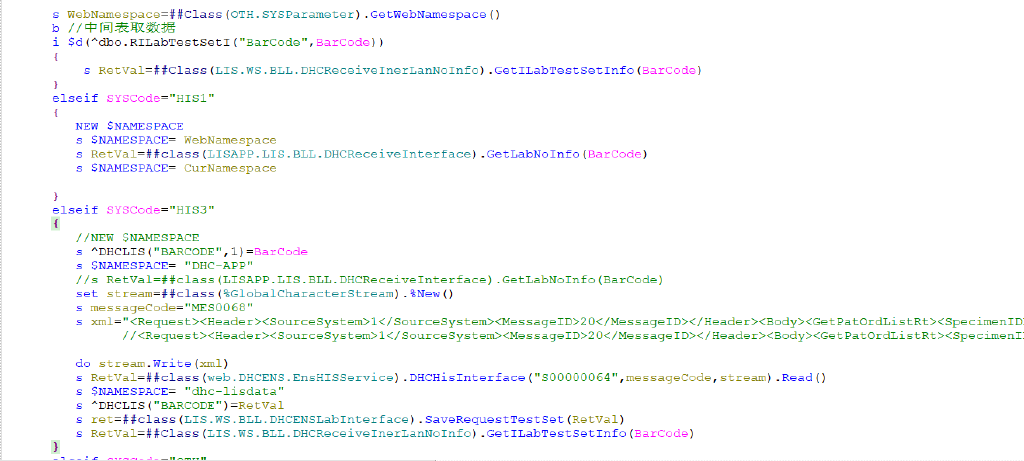 s WebNamespace=##Class(OTH.SYSParameter).GetWebNamespace()
b //中间表取数据
i $d(^dbo.RILabTestSetI("BarCode",BarCode))
{
s RetVal=##Class(LIS.WS.BLL.DHCReceiveInerLanNoInfo).GetILabTestSetInfo(BarCode)
}
elseif SYSCode="HIS1"
{
NEW $NAMESPACE
s $NAMESPACE= WebNamespace
s RetVal=##class(LISAPP.LIS.BLL.DHCReceiveInterface).GetLabNoInfo(BarCode)
s $NAMESPACE= CurNamespace
}
elseif SYSCode="HIS3"
{
//NEW $NAMESPACE
s ^DHCLIS("BARCODE",1)=BarCode
s $NAMESPACE= "DHC-APP"
//s RetVal=##class(LISAPP.LIS.BLL.DHCReceiveInterface).GetLabNoInfo(BarCode)
set stream=##class(%GlobalCharacterStream).%New()
s messageCode="MES0068"
s xml="<Request><Header><SourceSystem>1</SourceSystem><MessageID>20</MessageID></Header><Body><GetPatOrdListRt><SpecimenID
//<Request><Header><SourceSystem>1</SourceSystem><MessageID>20</MessageID></Header><Body><GetPatOrdListRt><SpecimenI
do stream.Write(xml)
s RetVal=##class(web.DHCENS.EnsHISService).DHCHisInterface("S00000064",messageCode,stream).Read()
s $NAMESPACE= "dhc-lisdata"
s ^DHCLIS("BARCODE")=RetVal
s ret=##class(LIS.WS.BLL.DHCENSLabInterface).SaveRequestTestSet(RetVal)
s RetVal=##Class(LIS.WS.BLL.DHCReceiveInerLanNoInfo).GetILabTestSetInfo(BarCode)
}